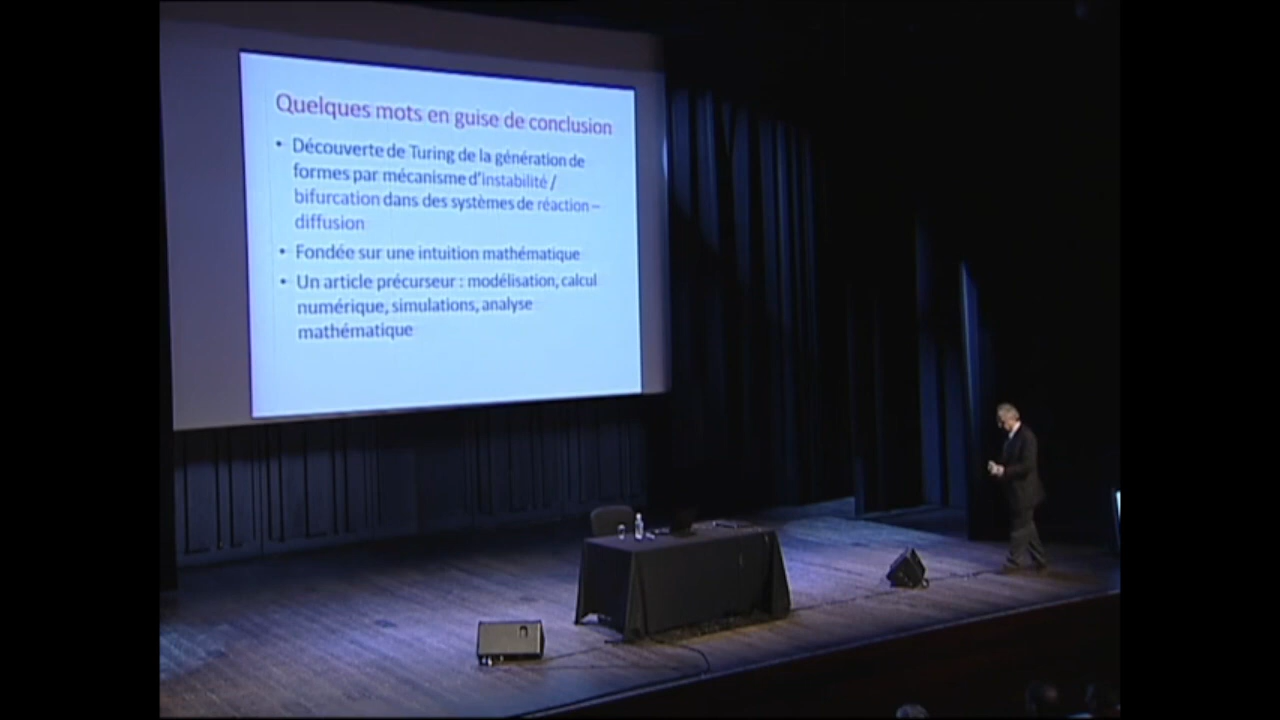 Quelques mots en guise de conclusion
• Découverte de Turing de la génération de
formes par mécanisme d'instabilité /
bifurcation dans des systèmes de réaction –
diffusion
• Fondée sur une intuition mathématique
• Un article précurseur : modélisation, calcul
numérique, simulations, analyse
mathématique